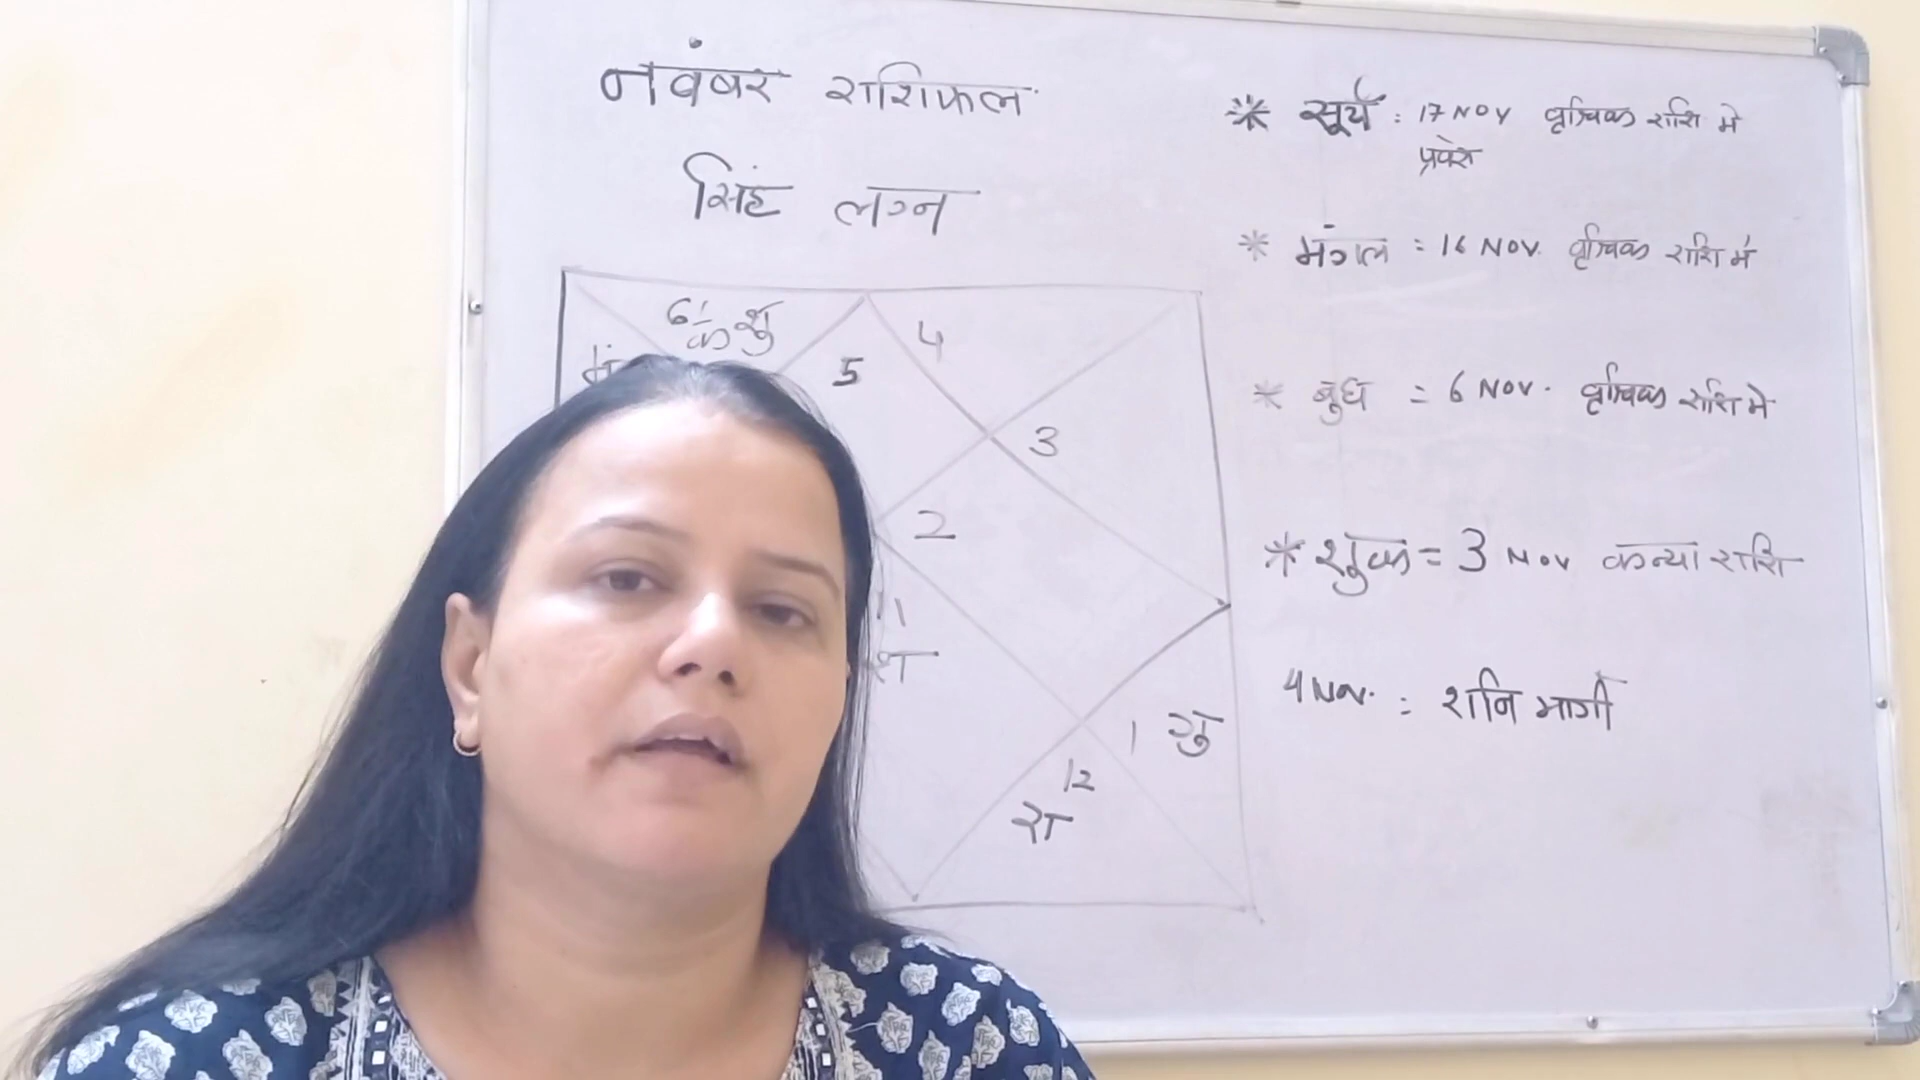 नवंबर राशिफल
सिंह लग्न
6 के शु
मं
5
4
3
2
11
श
1 गु
12
रा
* सूर्य : 17 NOV वृश्चिक राशि मे
प्रवेश
* मंगल = 16 NOV. वृश्चिक राशि में
* बुध = 6 NOV. वृश्चिक राशि मे
* शुक्र = 3 NOV कन्या राशि
4 Nov. = शनि मार्गी